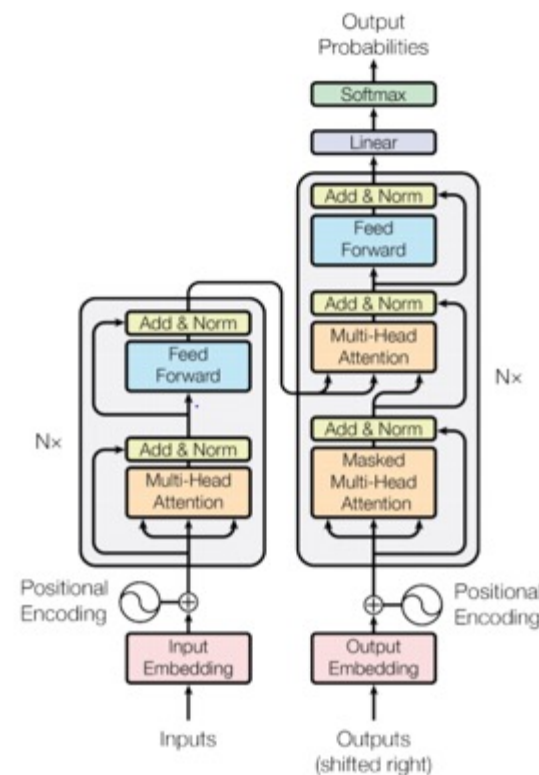 Output
Probabilities
Softmax
Linear
Add & Norm
Feed
Forward
Add & Norm
Multi-Head
Attention
Nx
Add & Norm
Masked
Multi-Head
Attention
Add & Norm
Feed
Forward
Nx
Add & Norm
Multi-Head
Attention
Positional
Encoding
Positional
Encoding
Input
Embedding
Output
Embedding
Inputs
Outputs
(shifted right)